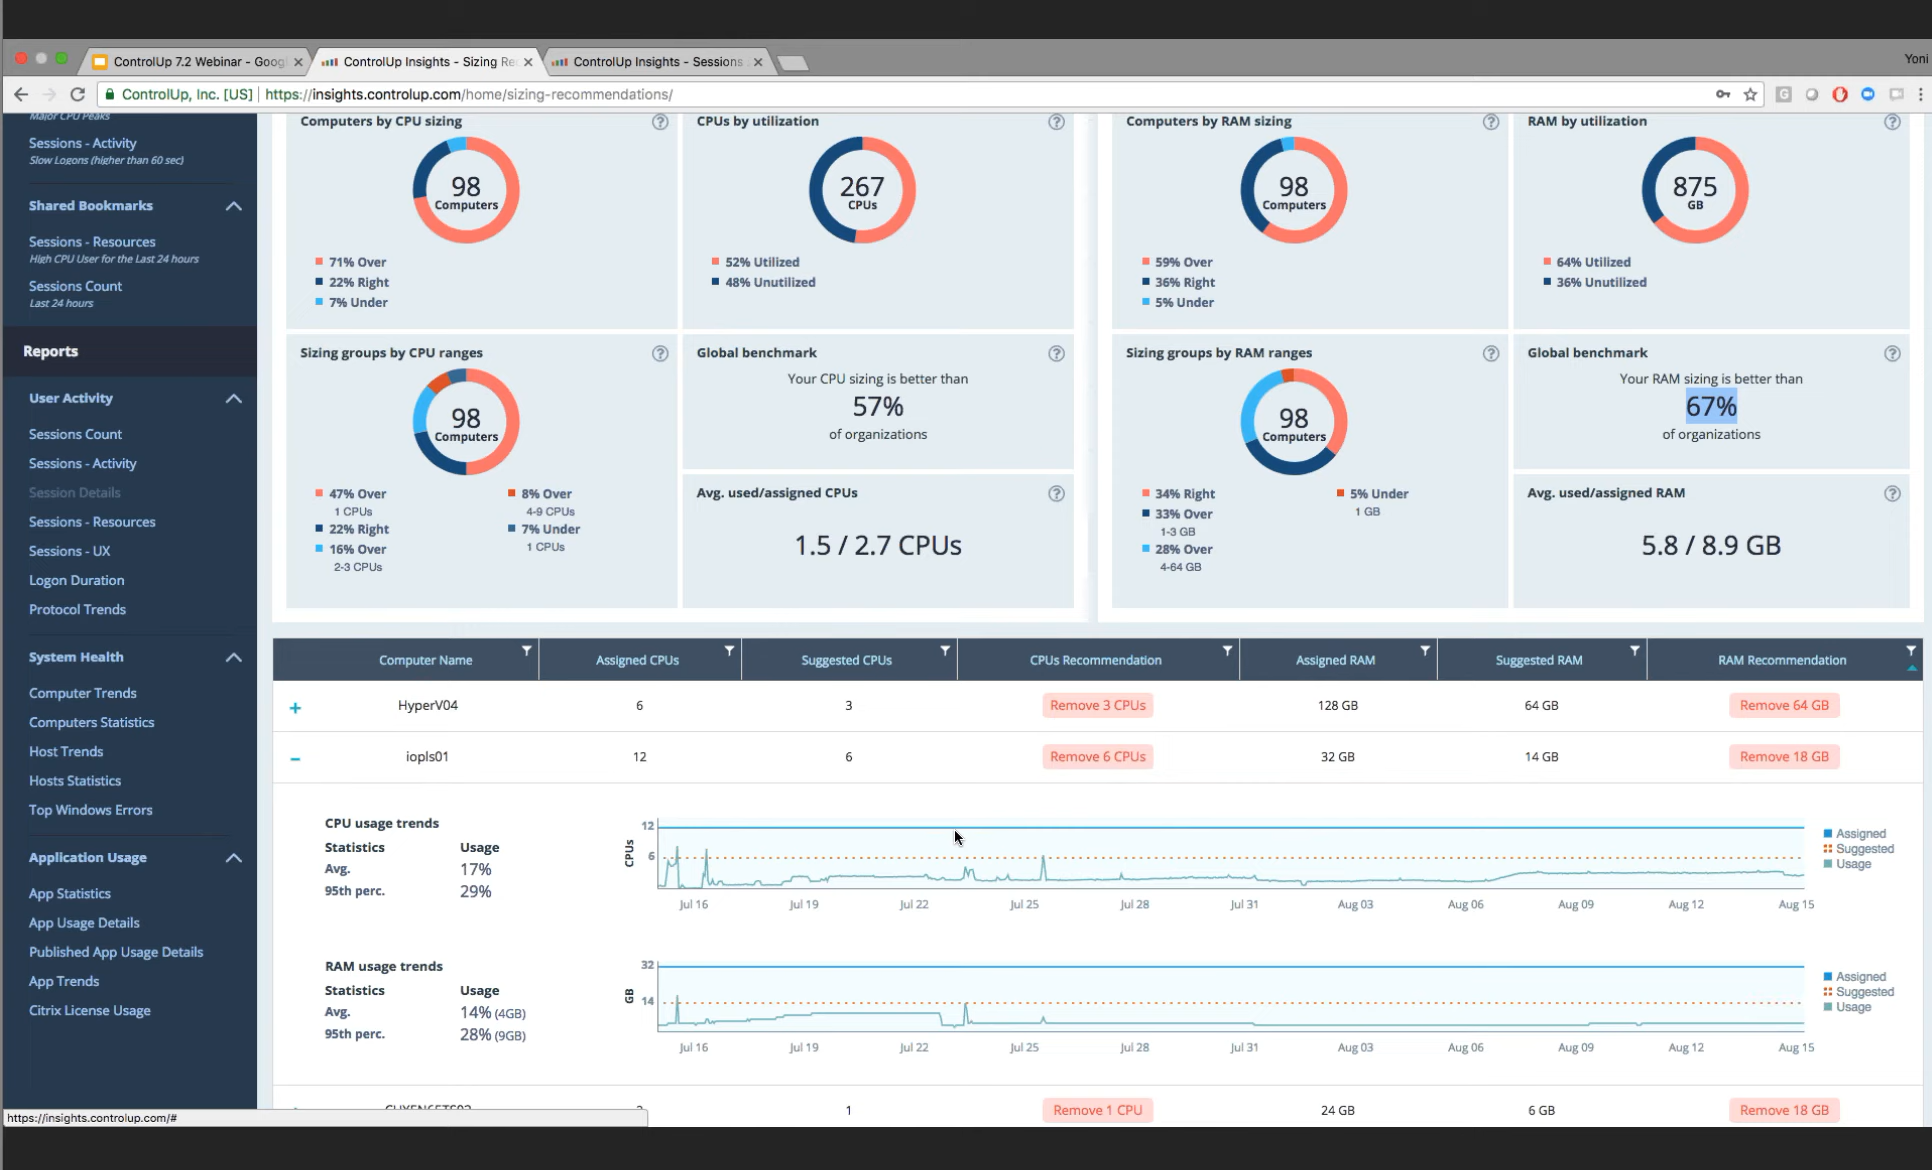 ControlUp 7.2 Webinar - Goog
ControlUp Insights - Sizing Re
ControlUp Insights - Sessions
Yoni
ControlUp, Inc. [US]
https://insights.controlup.com/home/sizing-recommendations/
Major CPU Peaks
Sessions - Activity
Slow Logons (higher than 60 sec)
Shared Bookmarks
Sessions - Resources
High CPU User for the Last 24 hours
Sessions Count
Last 24 hours
Reports
User Activity
Sessions Count
Sessions - Activity
Session Details
Sessions - Resources
Sessions - UX
Logon Duration
Protocol Trends
System Health
Computer Trends
Computers Statistics
Host Trends
Hosts Statistics
Top Windows Errors
Application Usage
App Statistics
App Usage Details
Published App Usage Details
App Trends
Citrix License Usage
https://insights.controlup.com/#
Computers by CPU sizing
?
98
Computers
71% Over
22% Right
7% Under
CPUs by utilization
?
267
CPUs
52% Utilized
48% Unutilized
Computers by RAM sizing
?
98
Computers
59% Over
36% Right
5% Under
RAM by utilization
?
875
GB
64% Utilized
36% Unutilized
Sizing groups by CPU ranges
?
98
Computers
47% Over
1 CPUs
22% Right
16% Over
2-3 CPUs
8% Over
4-9 CPUs
7% Under
1 CPUs
Global benchmark
?
Your CPU sizing is better than
57%
of organizations
Avg. used/assigned CPUs
?
1.5 / 2.7 CPUs
Sizing groups by RAM ranges
?
98
Computers
34% Right
33% Over
1-3 GB
28% Over
4-64 GB
5% Under
1 GB
Global benchmark
?
Your RAM sizing is better than
67%
of organizations
Avg. used/assigned RAM
?
5.8 / 8.9 GB
Computer Name Assigned CPUs Suggested CPUs CPUs Recommendation Assigned RAM Suggested RAM RAM Recommendation
+ HyperV04 6 3 Remove 3 CPUs 128 GB 64 GB Remove 64 GB
− iopls01 12 6 Remove 6 CPUs 32 GB 14 GB Remove 18 GB
CPU usage trends
Statistics Usage
Avg. 17%
95th perc. 29%
CPUs
12
6
Jul 16 Jul 19 Jul 22 Jul 25 Jul 28 Jul 31 Aug 03 Aug 06 Aug 09 Aug 12 Aug 15
Assigned
Suggested
Usage
RAM usage trends
Statistics Usage
Avg. 14% (4GB)
95th perc. 28% (9GB)
GB
32
14
Jul 16 Jul 19 Jul 22 Jul 25 Jul 28 Jul 31 Aug 03 Aug 06 Aug 09 Aug 12 Aug 15
Assigned
Suggested
Usage
1 Remove 1 CPU 24 GB 6 GB Remove 18 GB